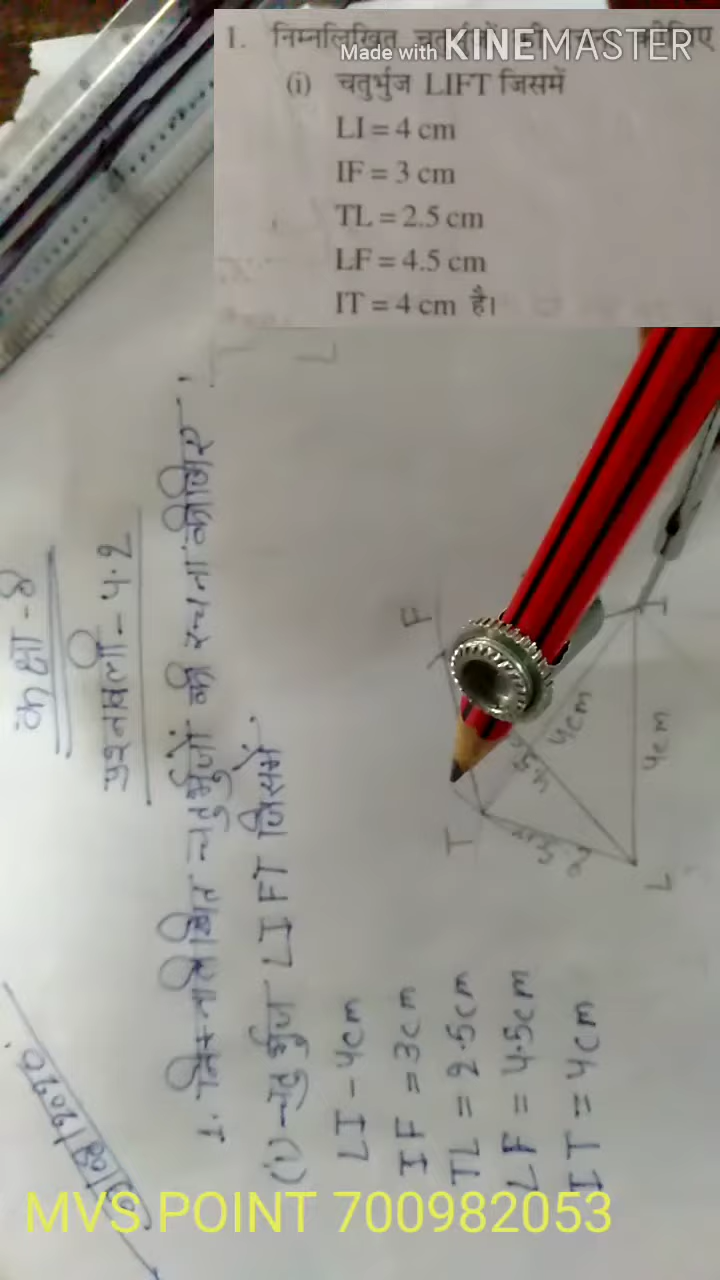 Made with KINEMASTER
1. निम्नलिखित
(i) चतुर्भुज LIFT जिसमें
LI = 4 cm
IF = 3 cm
TL = 2.5 cm
LF = 4.5 cm
IT = 4 cm है।
कक्षा - 8
प्रश्नावली - 4.2
1. निम्नलिखित चतुर्भुजों की रचना कीजिए।
(i) चतुर्भुज LIFT जिसमें
LI - 4cm
IF = 3cm
TL = 2.5cm
LF = 4.5cm
IT = 4cm
F
I
T
L
4cm
4cm
2.5
MVS POINT 700982053